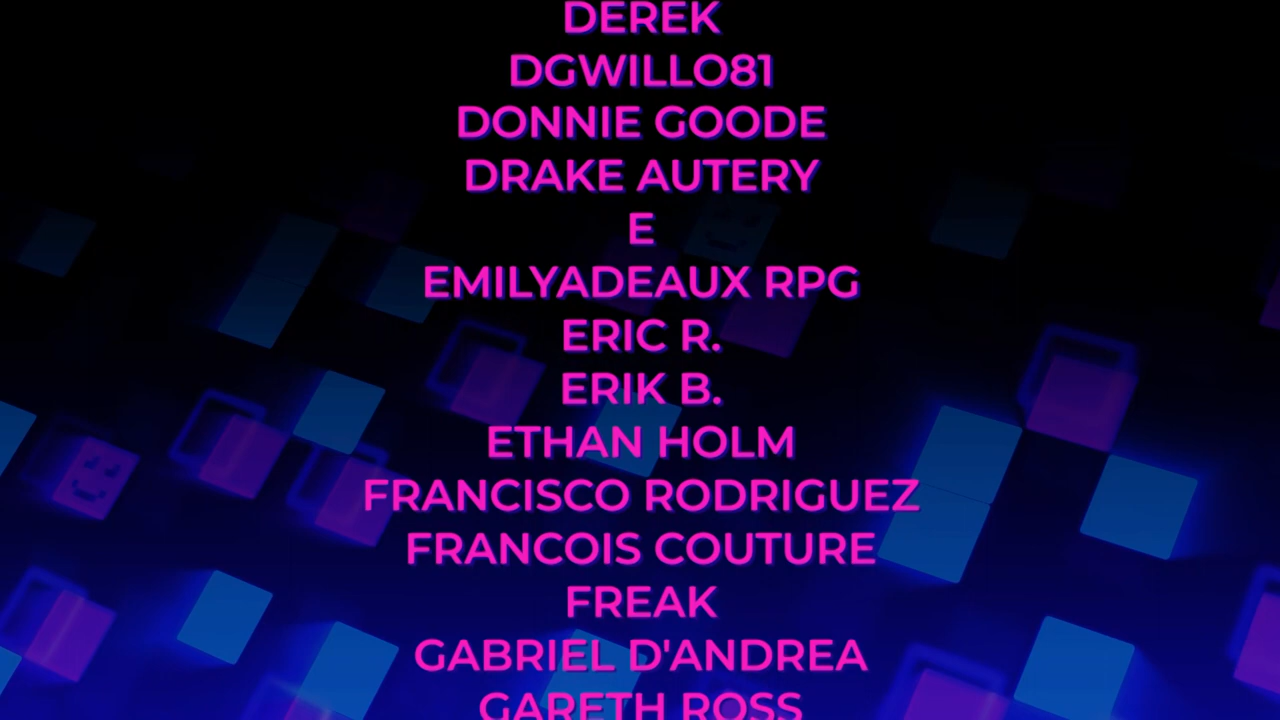 DEREK
DGWILLO81
DONNIE GOODE
DRAKE AUTERY
E
EMILYADEAUX RPG
ERIC R.
ERIK B.
ETHAN HOLM
FRANCISCO RODRIGUEZ
FRANCOIS COUTURE
FREAK
GABRIEL D'ANDREA
GARETH ROSS